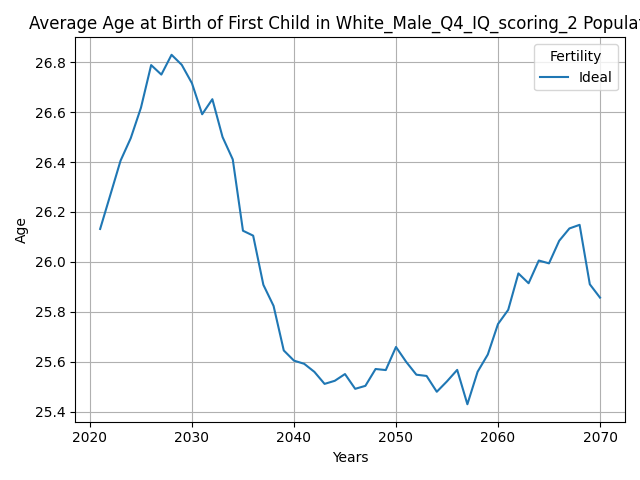 Average Age at Birth of First Child in White_Male_Q4_IQ_scoring_2
Fertility
Ideal
Age
26.8
26.6
26.4
26.2
26.0
25.8
25.6
25.4
2020 2030 2040 2050 2060 2070
Years